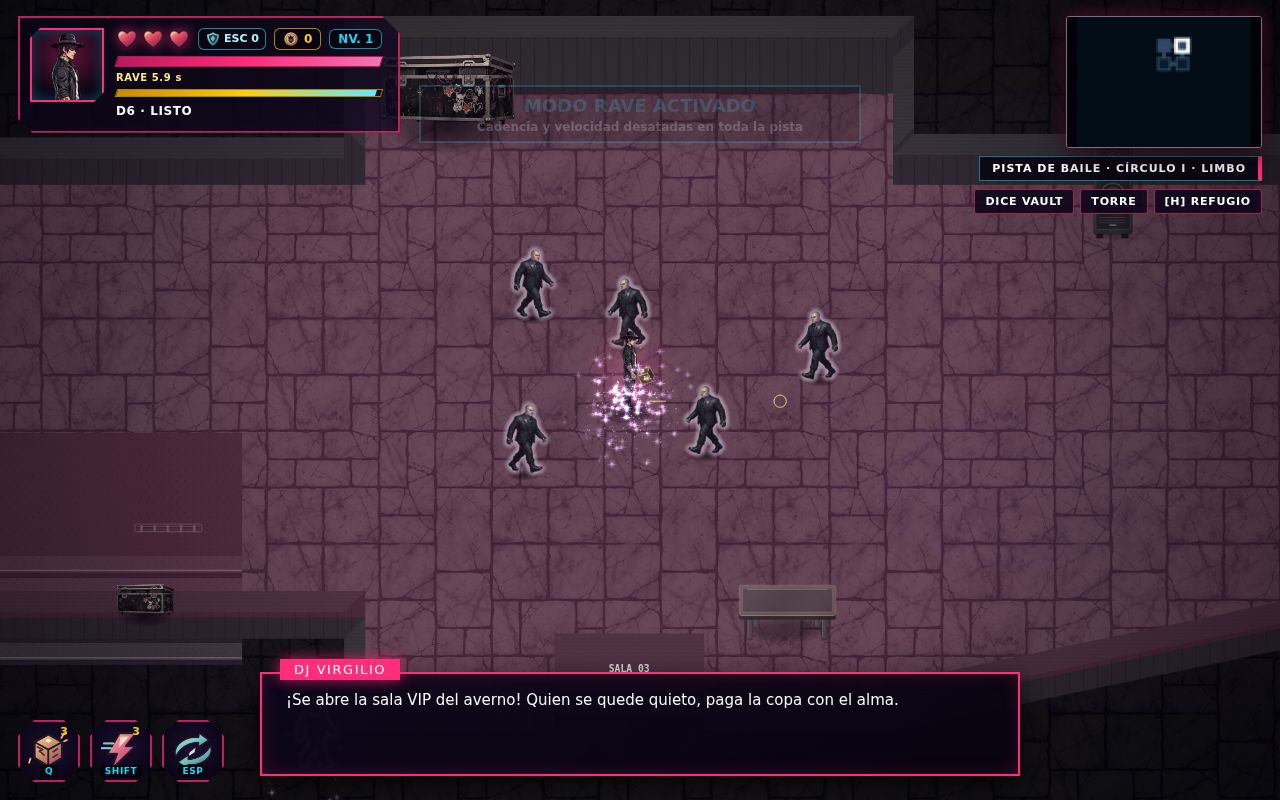 ESC 0
0
NV. 1
RAVE 5.9 s
D6 · LISTO
MODO RAVE ACTIVADO
Cadencia y velocidad desatadas en toda la pista
PISTA DE BAILE · CÍRCULO I · LIMBO
DICE VAULT
TORRE
[H] REFUGIO
SALA 03
DJ VIRGILIO
¡Se abre la sala VIP del averno! Quien se quede quieto, paga la copa con el alma.
3
Q
3
SHIFT
ESP